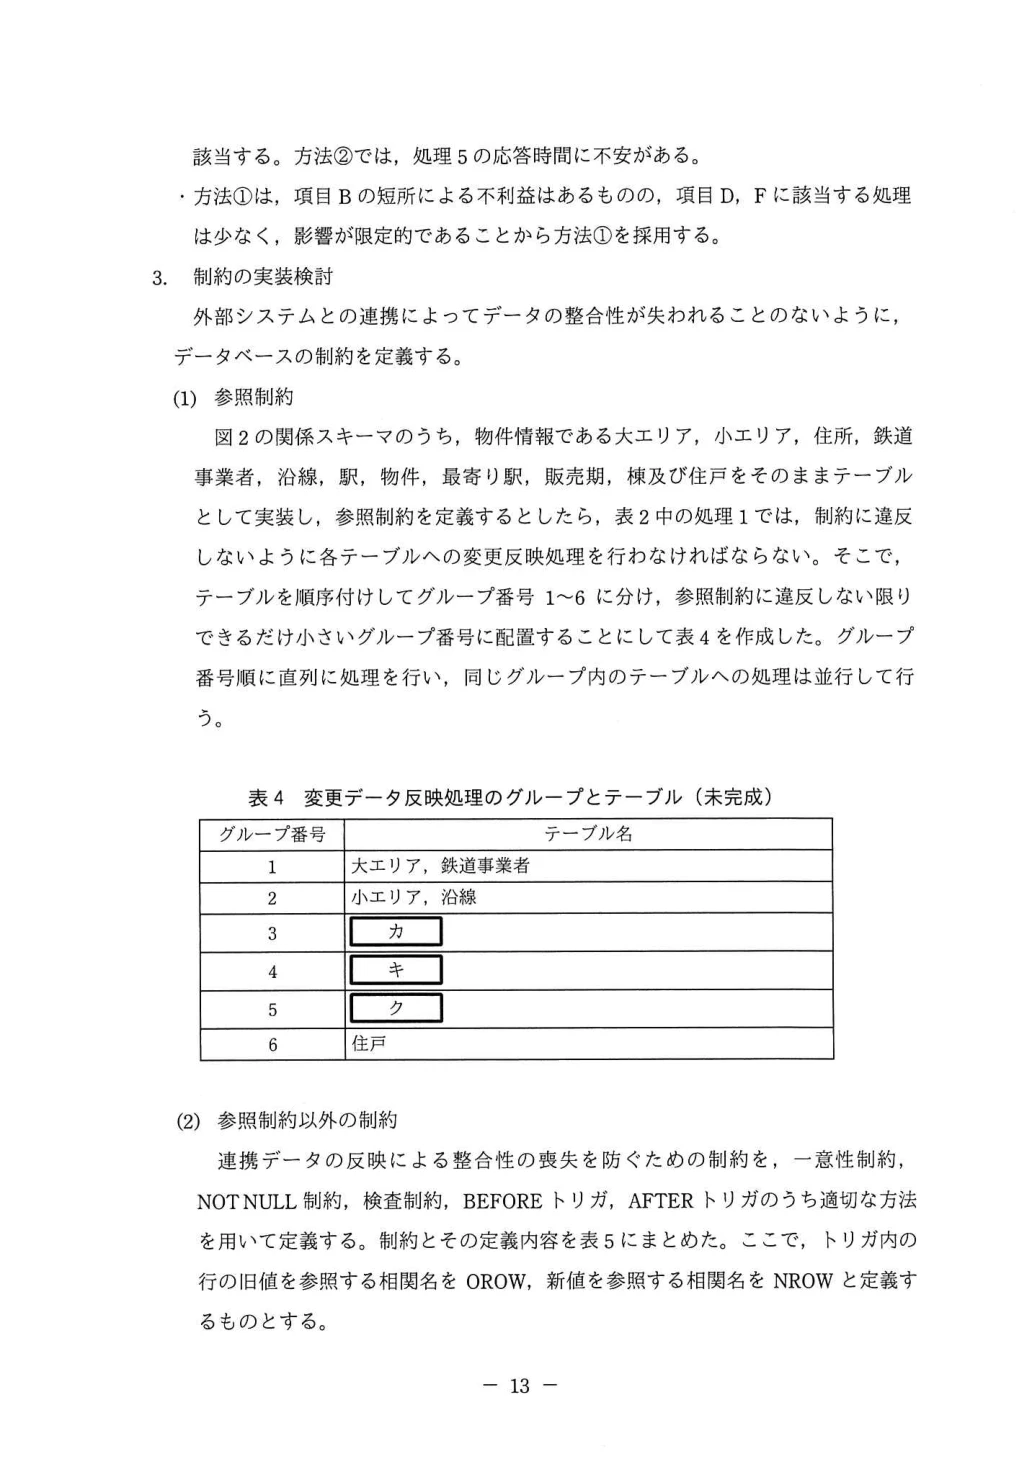 該当する。方法②では，処理 5 の応答時間に不安がある。
・方法①は，項目 B の短所による不利益はあるものの，項目 D，F に該当する処理
は少なく，影響が限定的であることから方法①を採用する。
3. 制約の実装検討
外部システムとの連携によってデータの整合性が失われることのないように，
データベースの制約を定義する。
(1) 参照制約
図 2 の関係スキーマのうち，物件情報である大エリア，小エリア，住所，鉄道
事業者，沿線，駅，物件，最寄り駅，販売期，棟及び住戸をそのままテーブル
として実装し，参照制約を定義するとしたら，表 2 中の処理 1 では，制約に違反
しないように各テーブルへの変更反映処理を行わなければならない。そこで，
テーブルを順序付けしてグループ番号 1～6 に分け，参照制約に違反しない限り
できるだけ小さいグループ番号に配置することにして表 4 を作成した。グループ
番号順に直列に処理を行い，同じグループ内のテーブルへの処理は並行して行
う。
表 4 変更データ反映処理のグループとテーブル（未完成）
グループ番号 テーブル名
1 大エリア，鉄道事業者
2 小エリア，沿線
3 カ
4 キ
5 ク
6 住戸
(2) 参照制約以外の制約
連携データの反映による整合性の喪失を防ぐための制約を，一意性制約，
NOT NULL 制約，検査制約，BEFORE トリガ，AFTER トリガのうち適切な方法
を用いて定義する。制約とその定義内容を表 5 にまとめた。ここで，トリガ内の
行の旧値を参照する相関名を OROW，新値を参照する相関名を NROW と定義す
るものとする。
－ 13 －